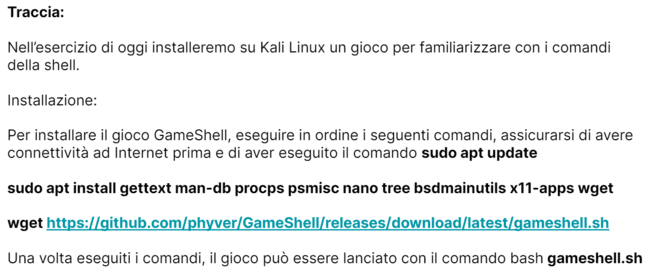 Traccia:
Nell’esercizio di oggi installeremo su Kali Linux un gioco per familiarizzare con i comandi
della shell.
Installazione:
Per installare il gioco GameShell, eseguire in ordine i seguenti comandi, assicurarsi di avere
connettività ad Internet prima e di aver eseguito il comando sudo apt update
sudo apt install gettext man-db procps psmisc nano tree bsdmainutils x11-apps wget
wget https://github.com/phyver/GameShell/releases/download/latest/gameshell.sh
Una volta eseguiti i comandi, il gioco può essere lanciato con il comando bash gameshell.sh